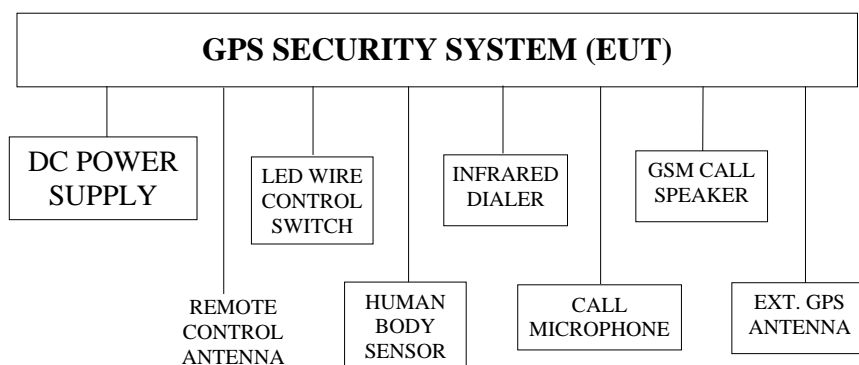 GPS SECURITY SYSTEM (EUT)
DC POWER
SUPPLY
LED WIRE
CONTROL
SWITCH
INFRARED
DIALER
GSM CALL
SPEAKER
REMOTE
CONTROL
ANTENNA
HUMAN
BODY
SENSOR
CALL
MICROPHONE
EXT. GPS
ANTENNA